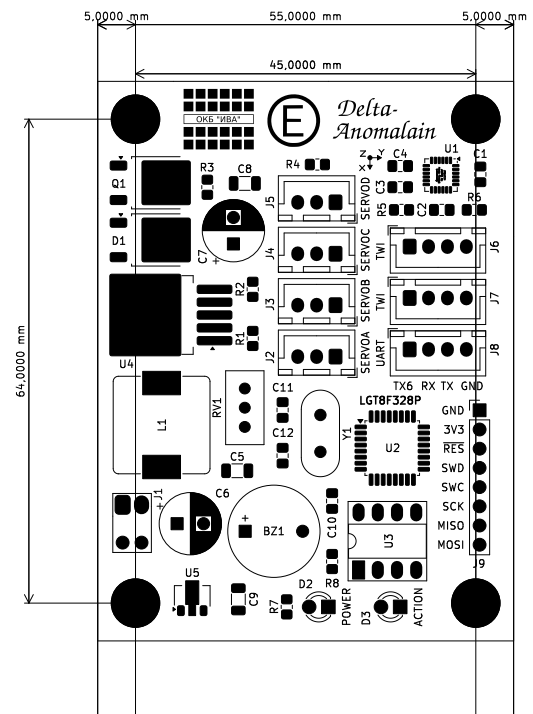 5,0000 mm 55,0000 mm 5,0000 mm
45,0000 mm
64,0000 mm
ОКБ "ИВА"
E
Delta-
Anomalain
Q1
R3
C8
R4
Z Y
X
C4
U1
C1
C3
J5
SERVOD
R5
C2
R6
D1
C7
+
J4
SERVOC
TWI
J6
R2
J3
SERVOB
TWI
J7
R1
U4
J2
SERVOA
UART
J8
TX6 RX TX GND
L1
RV1
C11
C12
Y1
LGT8F328P
U2
GND
3V3
RES
SWD
SWC
SCK
MISO
MOSI
J9
C5
J1
+
C6
+
BZ1
C10
U3
U5
C9
R7
D2
R8
POWER
D3
ACTION